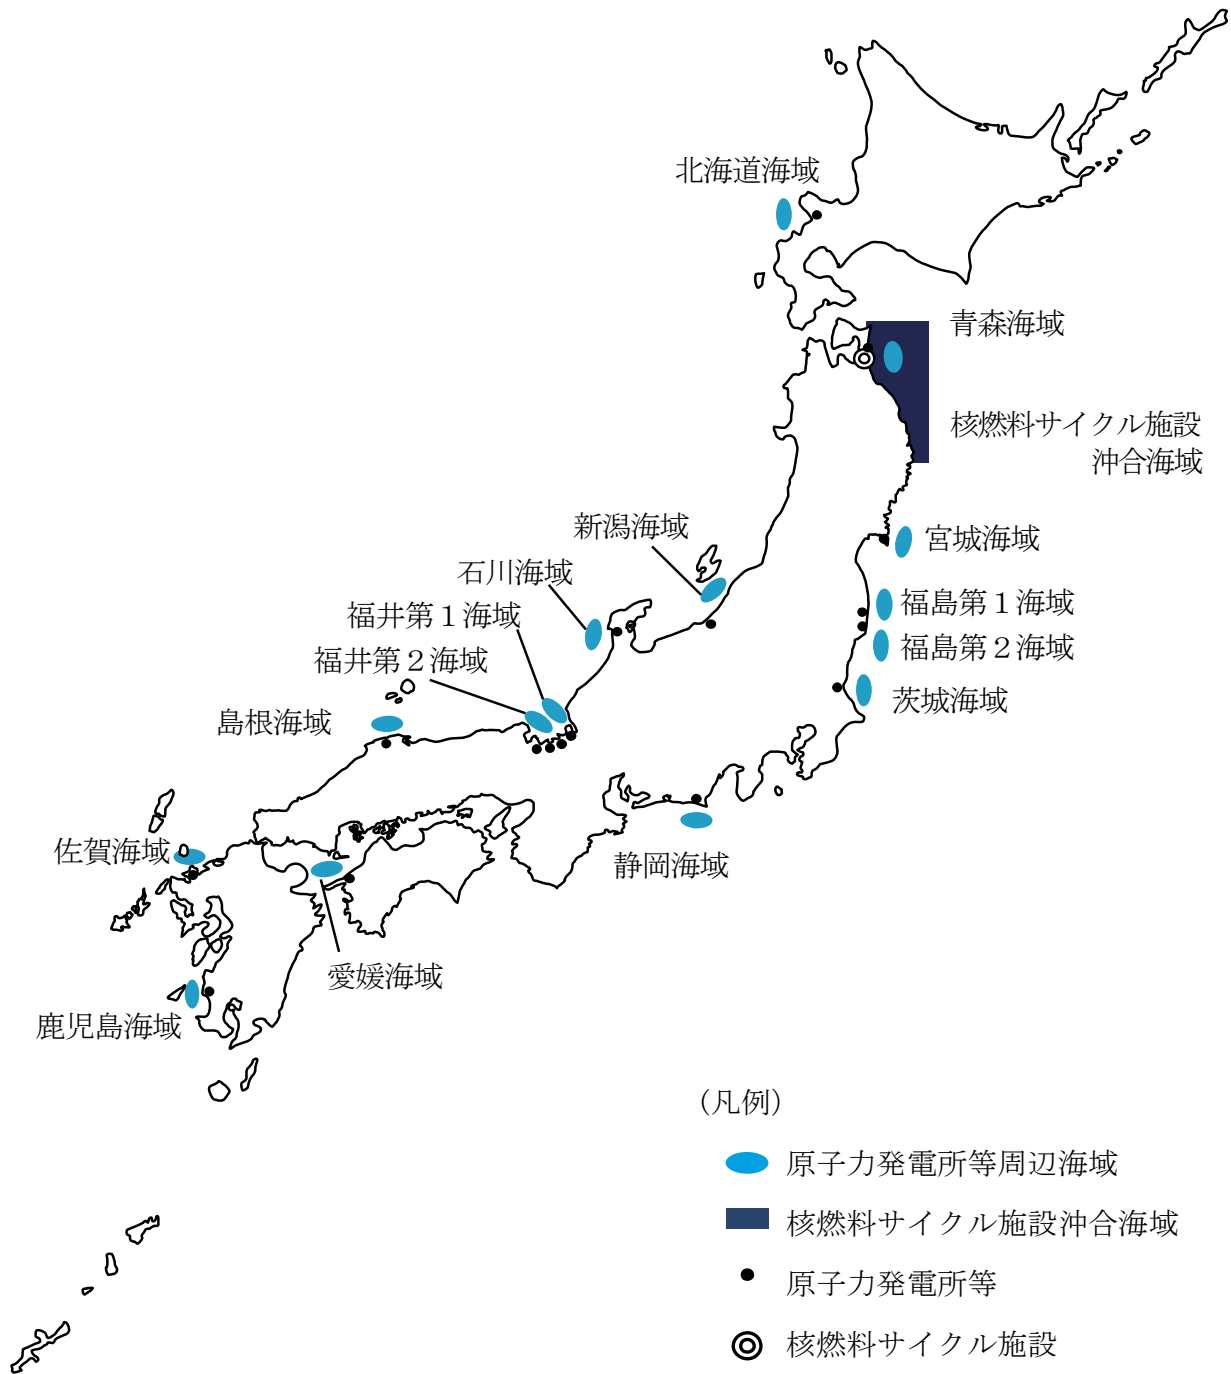 北海道海域
青森海域
核燃料サイクル施設
沖合海域
新潟海域
宮城海域
石川海域
福井第１海域
福島第１海域
福井第２海域
福島第２海域
島根海域
茨城海域
佐賀海域
静岡海域
愛媛海域
鹿児島海域
（凡例）
原子力発電所等周辺海域
核燃料サイクル施設沖合海域
原子力発電所等
核燃料サイクル施設